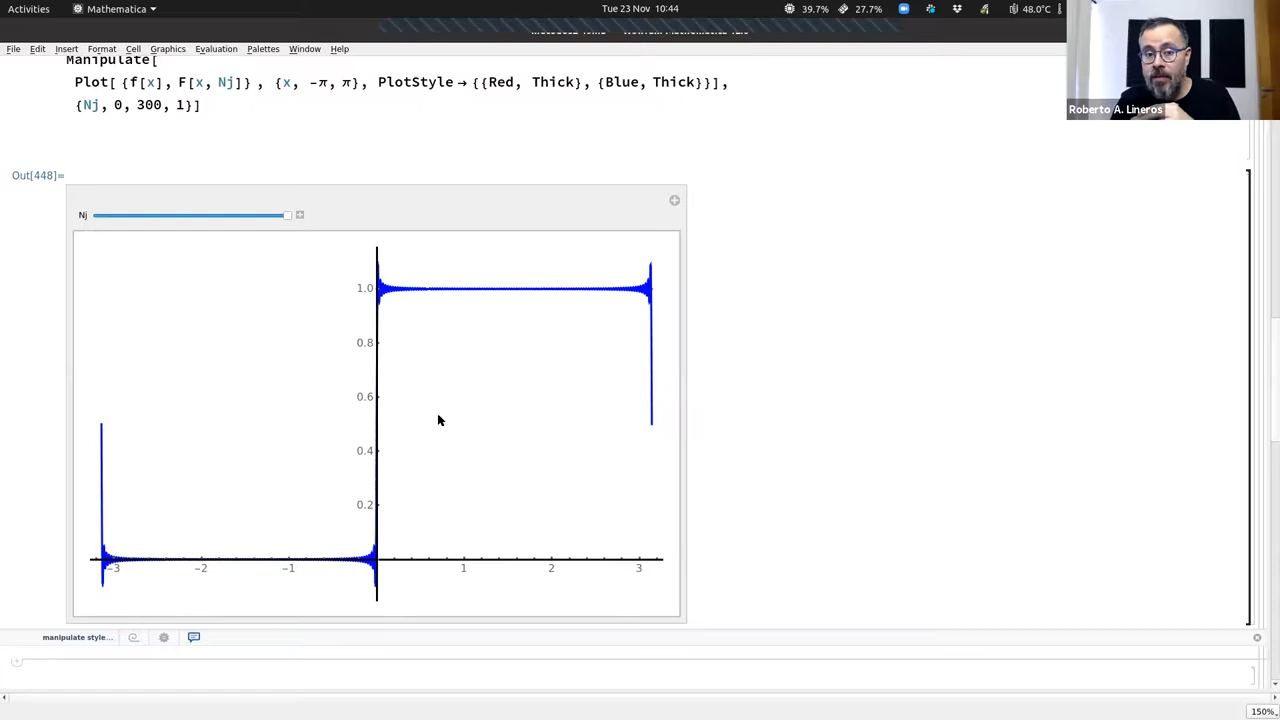 Activities
Mathematica
Tue 23 Nov 10:44
39.7%
27.7%
48.0°C
File Edit Insert Format Cell Graphics Evaluation Palettes Window Help
Manipulate[
Plot[ {f[x], F[x, Nj]} , {x, -π, π}, PlotStyle → {{Red, Thick}, {Blue, Thick}}],
{Nj, 0, 300, 1}]
Roberto A. Lineros
Out[448]=
Nj
1.0
0.8
0.6
0.4
0.2
-3 -2 -1 1 2 3
manipulate style...
150%